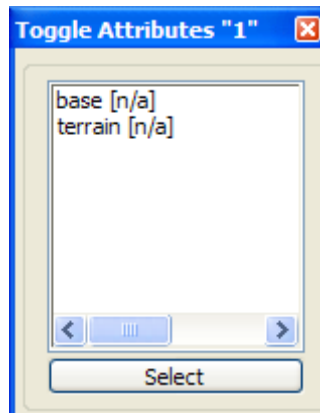 Toggle Attributes "1"
base [n/a]
terrain [n/a]
Select